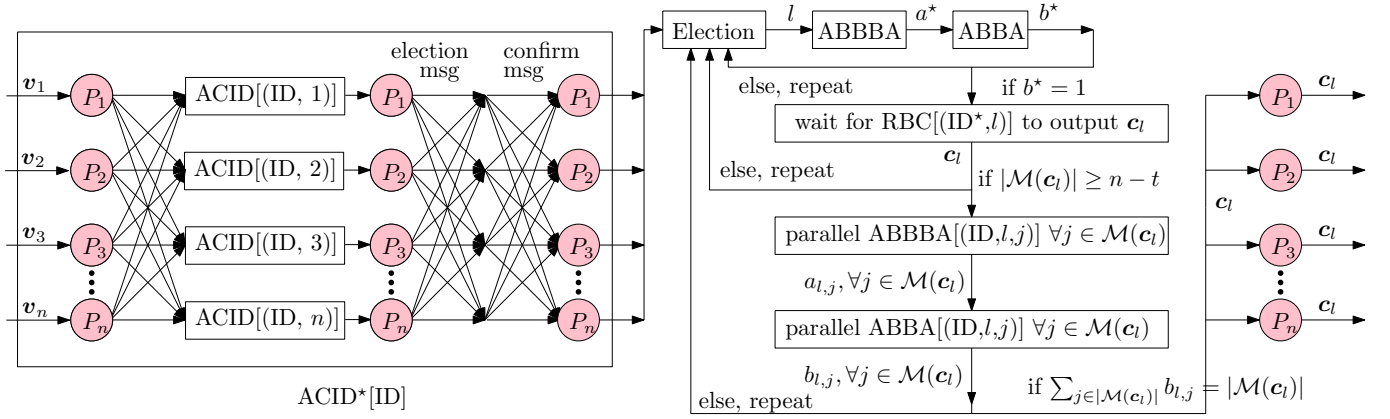 𝒗₁ P₁ ACID[(ID, 1)] P₁ election msg confirm msg P₁
𝒗₂ P₂ ACID[(ID, 2)] P₂ P₂
𝒗₃ P₃ ACID[(ID, 3)] P₃ P₃
𝒗ₙ Pₙ ACID[(ID, n)] Pₙ Pₙ
ACID⋆[ID]
Election l ABBBA a⋆ ABBA b⋆
else, repeat
if b⋆ = 1
wait for RBC[(ID⋆,l)] to output 𝒄ₗ
𝒄ₗ
else, repeat
if |ℳ(𝒄ₗ)| ≥ n − t
parallel ABBBA[(ID,l,j)] ∀j ∈ ℳ(𝒄ₗ)
a_{l,j}, ∀j ∈ ℳ(𝒄ₗ)
parallel ABBA[(ID,l,j)] ∀j ∈ ℳ(𝒄ₗ)
b_{l,j}, ∀j ∈ ℳ(𝒄ₗ)
else, repeat
if ∑_{j∈|ℳ(𝒄ₗ)|} b_{l,j} = |ℳ(𝒄ₗ)|
𝒄ₗ
P₁ 𝒄ₗ
P₂ 𝒄ₗ
P₃ 𝒄ₗ
Pₙ 𝒄ₗ